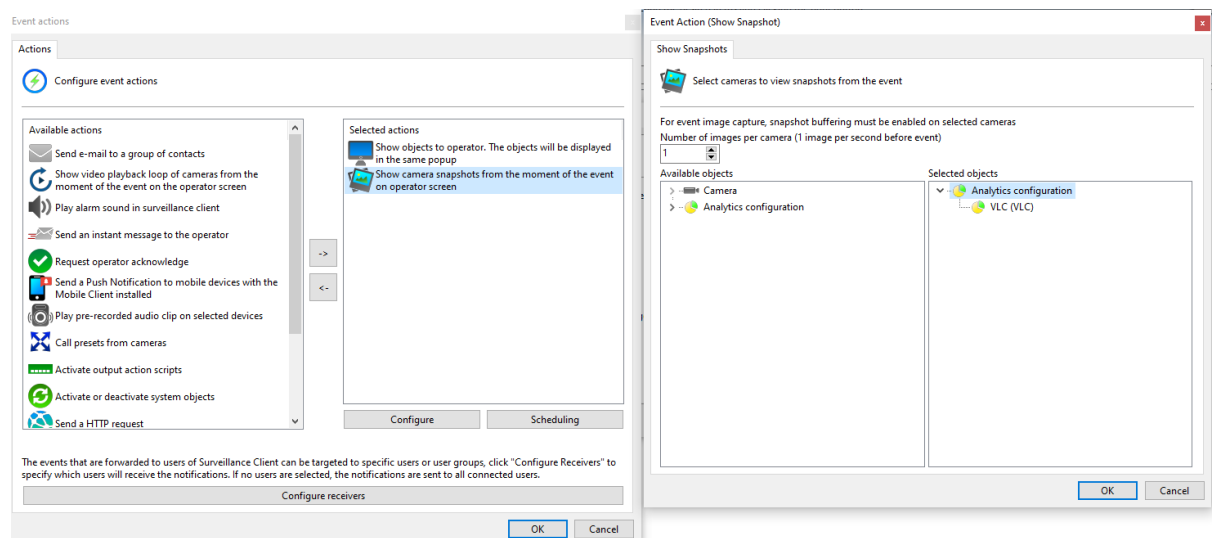 Event actions
Actions
Configure event actions
Available actions
Send e-mail to a group of contacts
Show video playback loop of cameras from the
moment of the event on the operator screen
Play alarm sound in surveillance client
Send an instant message to the operator
Request operator acknowledge
Send a Push Notification to mobile devices with the
Mobile Client installed
Play pre-recorded audio clip on selected devices
Call presets from cameras
Activate output action scripts
Activate or deactivate system objects
Send a HTTP request
->
<-
Selected actions
Show objects to operator. The objects will be displayed
in the same popup
Show camera snapshots from the moment of the event
on operator screen
Configure
Scheduling
The events that are forwarded to users of Surveillance Client can be targeted to specific users or user groups, click "Configure Receivers" to
specify which users will receive the notifications. If no users are selected, the notifications are sent to all connected users.
Configure receivers
OK
Cancel
Event Action (Show Snapshot)
x
Show Snapshots
Select cameras to view snapshots from the event
For event image capture, snapshot buffering must be enabled on selected cameras
Number of images per camera (1 image per second before event)
1
Available objects
Camera
Analytics configuration
Selected objects
Analytics configuration
VLC (VLC)
OK
Cancel